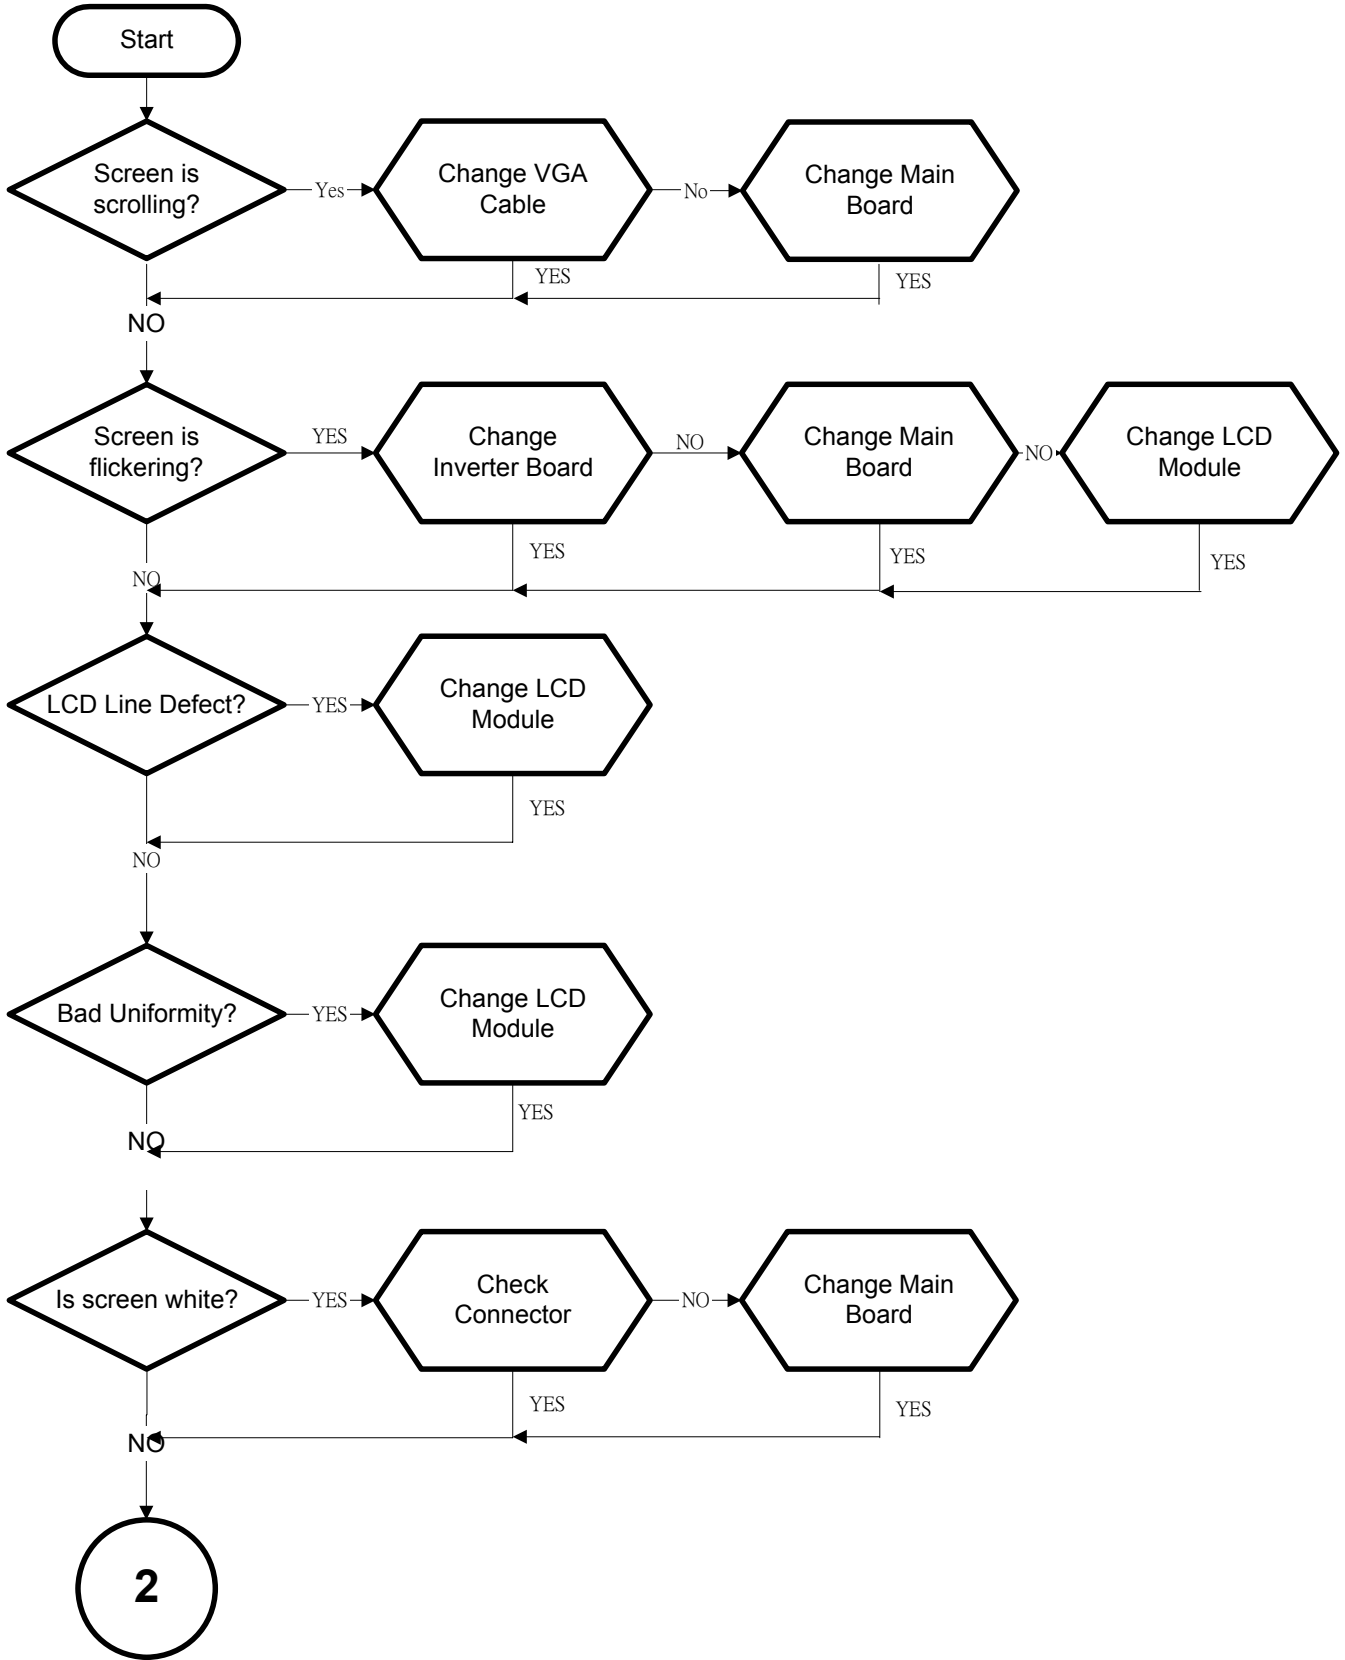 Start
Screen is
scrolling?
Yes
Change VGA
Cable
No
Change Main
Board
YES
YES
NO
Screen is
flickering?
YES
Change
Inverter Board
NO
Change Main
Board
NO
Change LCD
Module
YES
YES
YES
NO
LCD Line Defect?
YES
Change LCD
Module
YES
NO
Bad Uniformity?
YES
Change LCD
Module
YES
NO
Is screen white?
YES
Check
Connector
NO
Change Main
Board
YES
YES
NO
2